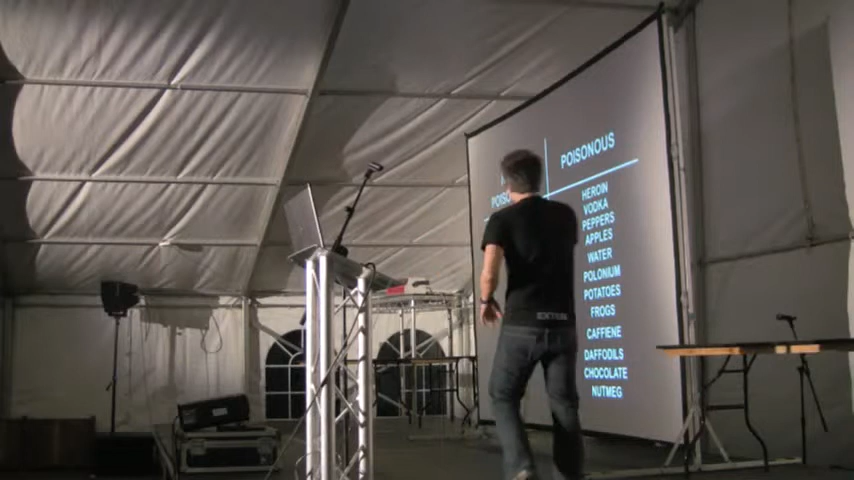 POISONOUS
HEROIN
VODKA
PEPPERS
APPLES
WATER
POLONIUM
POTATOES
FROGS
CAFFIENE
DAFFODILS
CHOCOLATE
NUTMEG